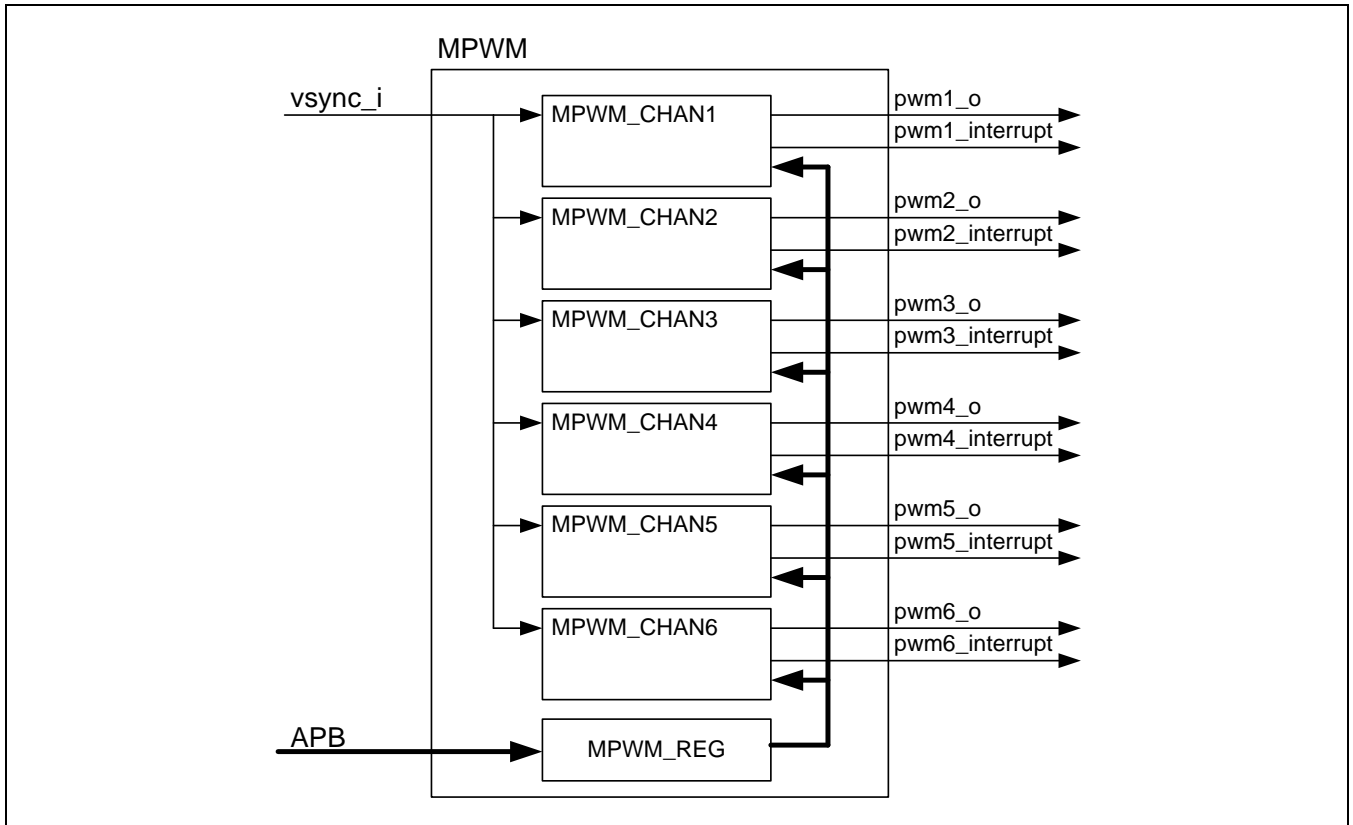 MPWM
vsync_i
MPWM_CHAN1
pwm1_o
pwm1_interrupt
MPWM_CHAN2
pwm2_o
pwm2_interrupt
MPWM_CHAN3
pwm3_o
pwm3_interrupt
MPWM_CHAN4
pwm4_o
pwm4_interrupt
MPWM_CHAN5
pwm5_o
pwm5_interrupt
MPWM_CHAN6
pwm6_o
pwm6_interrupt
APB
MPWM_REG